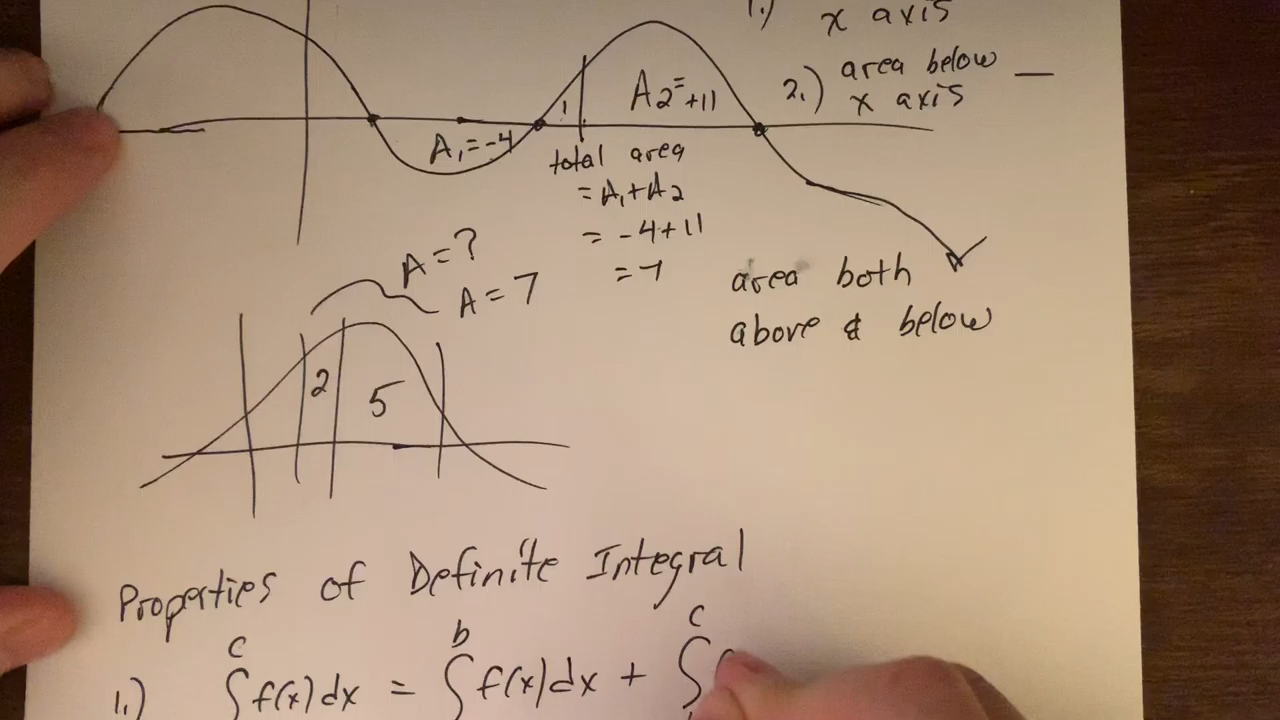 1.) x axis
2.) area below —
x axis
A₂ = +11
1
A₁=-4
total area
= A₁+A₂
= -4+11
= 7
area both
above & below
A=?
A=7
2
5
Properties of Definite Integral
1.) ∫ᶜ f(x)dx = ∫ᵇ f(x)dx + ∫ᶜ